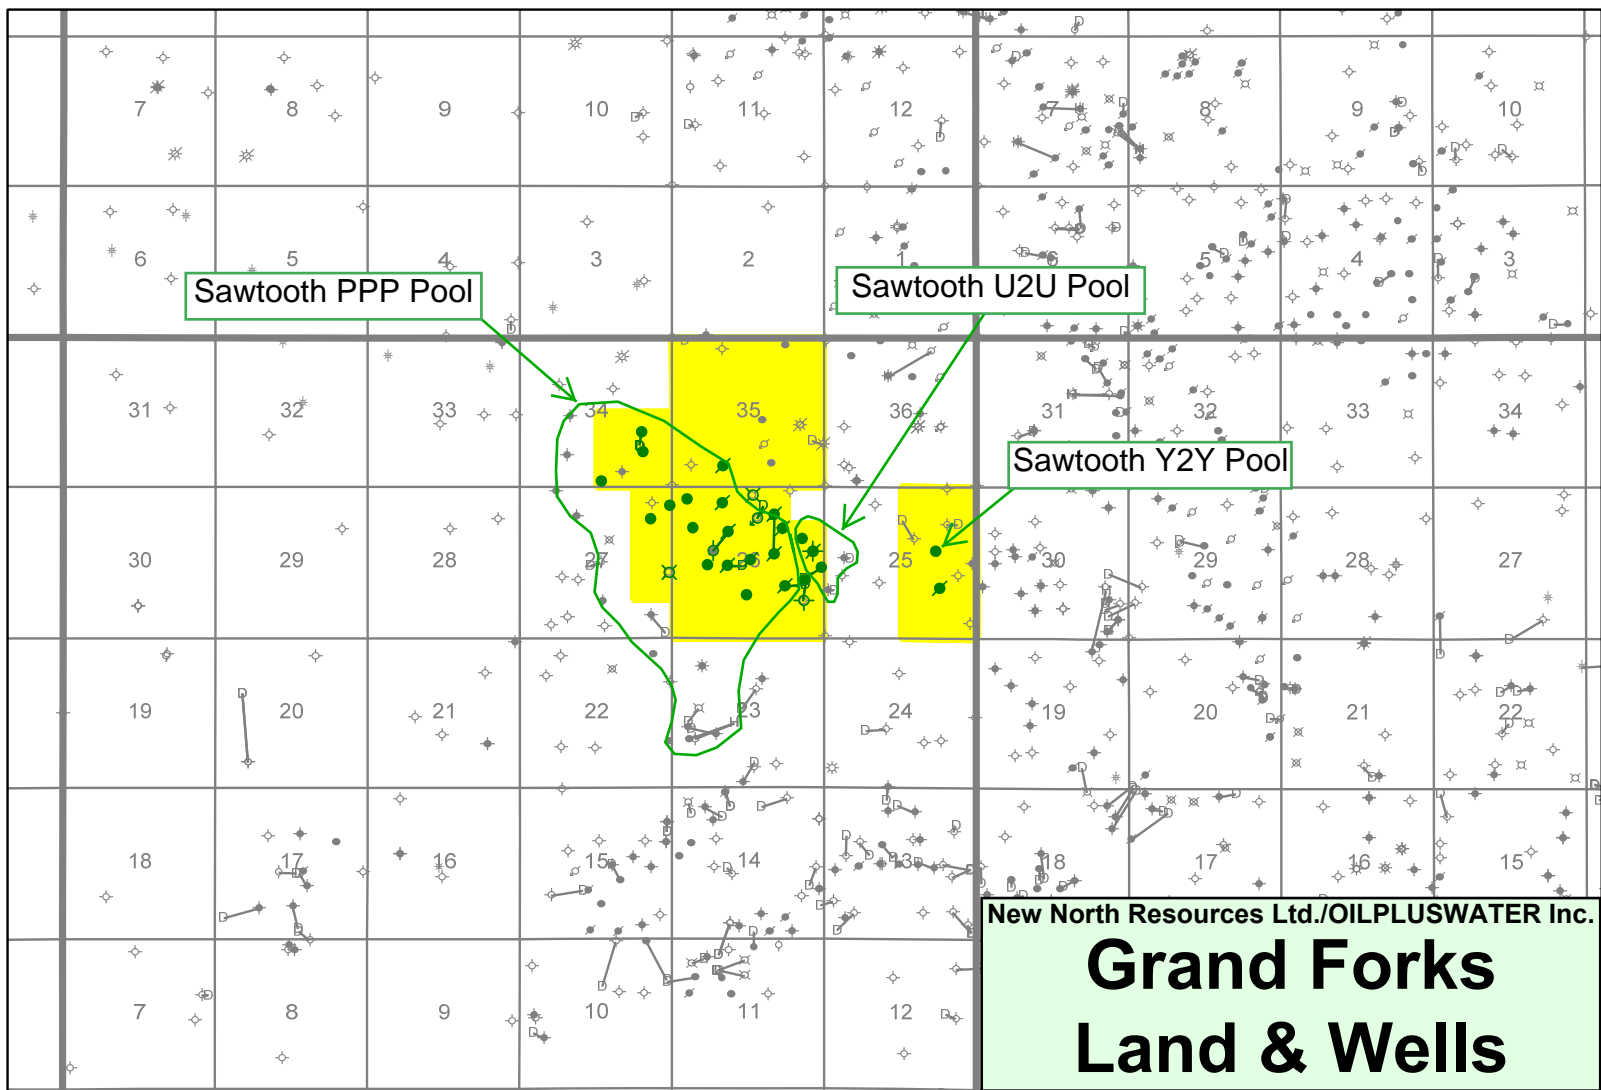 7 8 9 10 11 12 7 8 9 10
6 5 4 3 2 1 6 5 4 3
Sawtooth PPP Pool
Sawtooth U2U Pool
31 32 33 34 35 36 31 32 33 34
Sawtooth Y2Y Pool
30 29 28 27 26 25 30 29 28 27
19 20 21 22 23 24 19 20 21 22
18 17 16 15 14 13 18 17 16 15
New North Resources Ltd./OILPLUSWATER Inc.
Grand Forks
Land & Wells
7 8 9 10 11 12